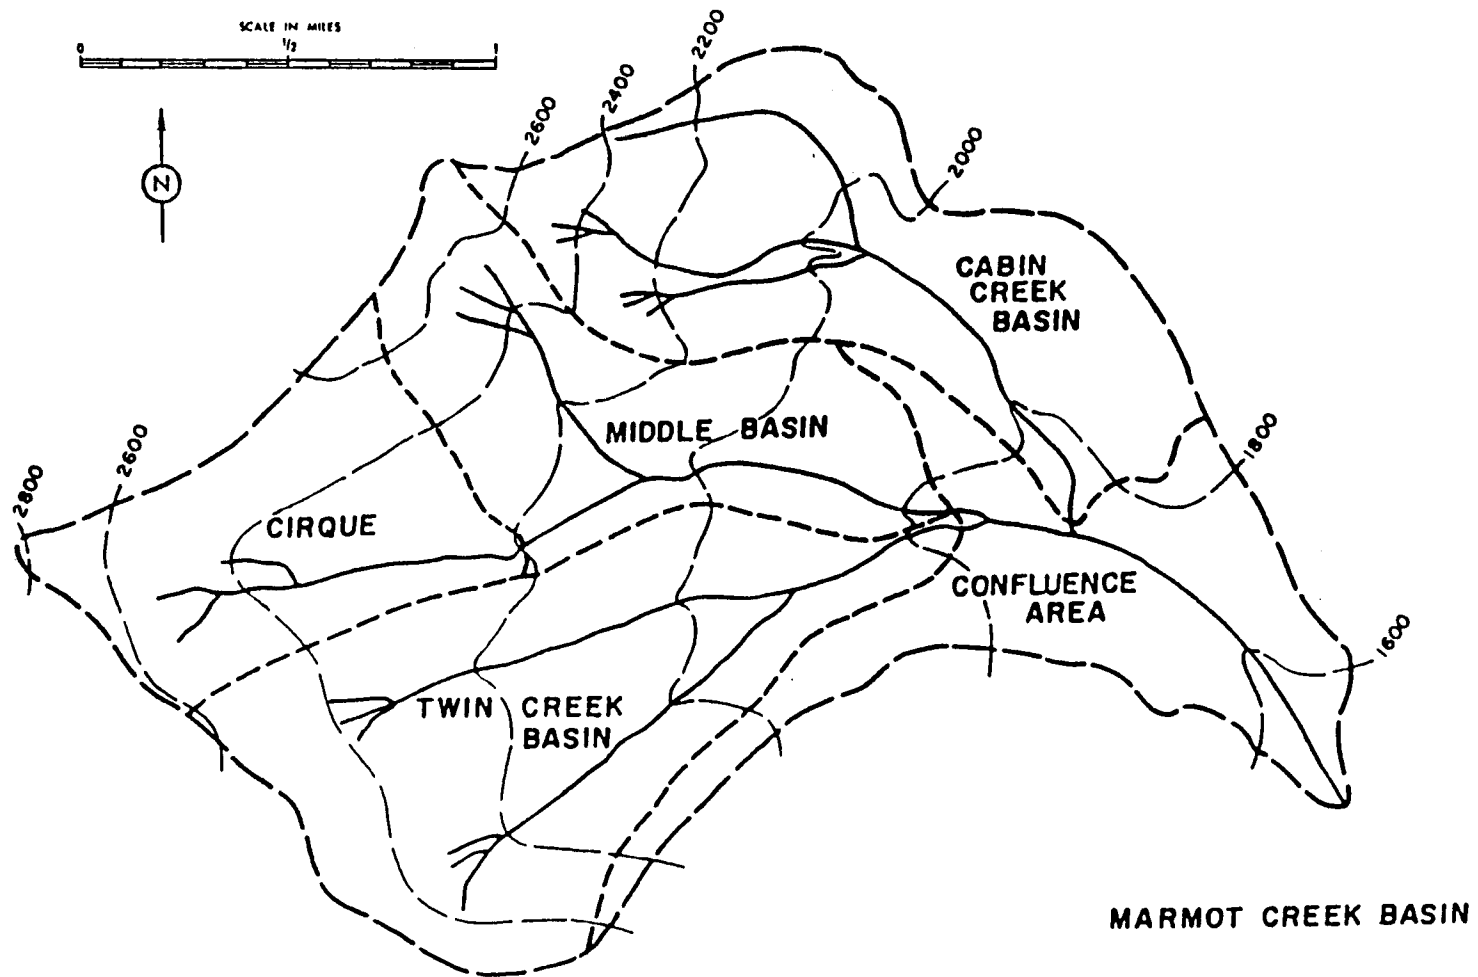 SCALE IN MILES
0 1/2 1
N
2200
2400
2600
2000
CABIN
CREEK
BASIN
MIDDLE BASIN
1800
2600
2800
CIRQUE
CONFLUENCE
AREA
1600
TWIN CREEK
BASIN
MARMOT CREEK BASIN